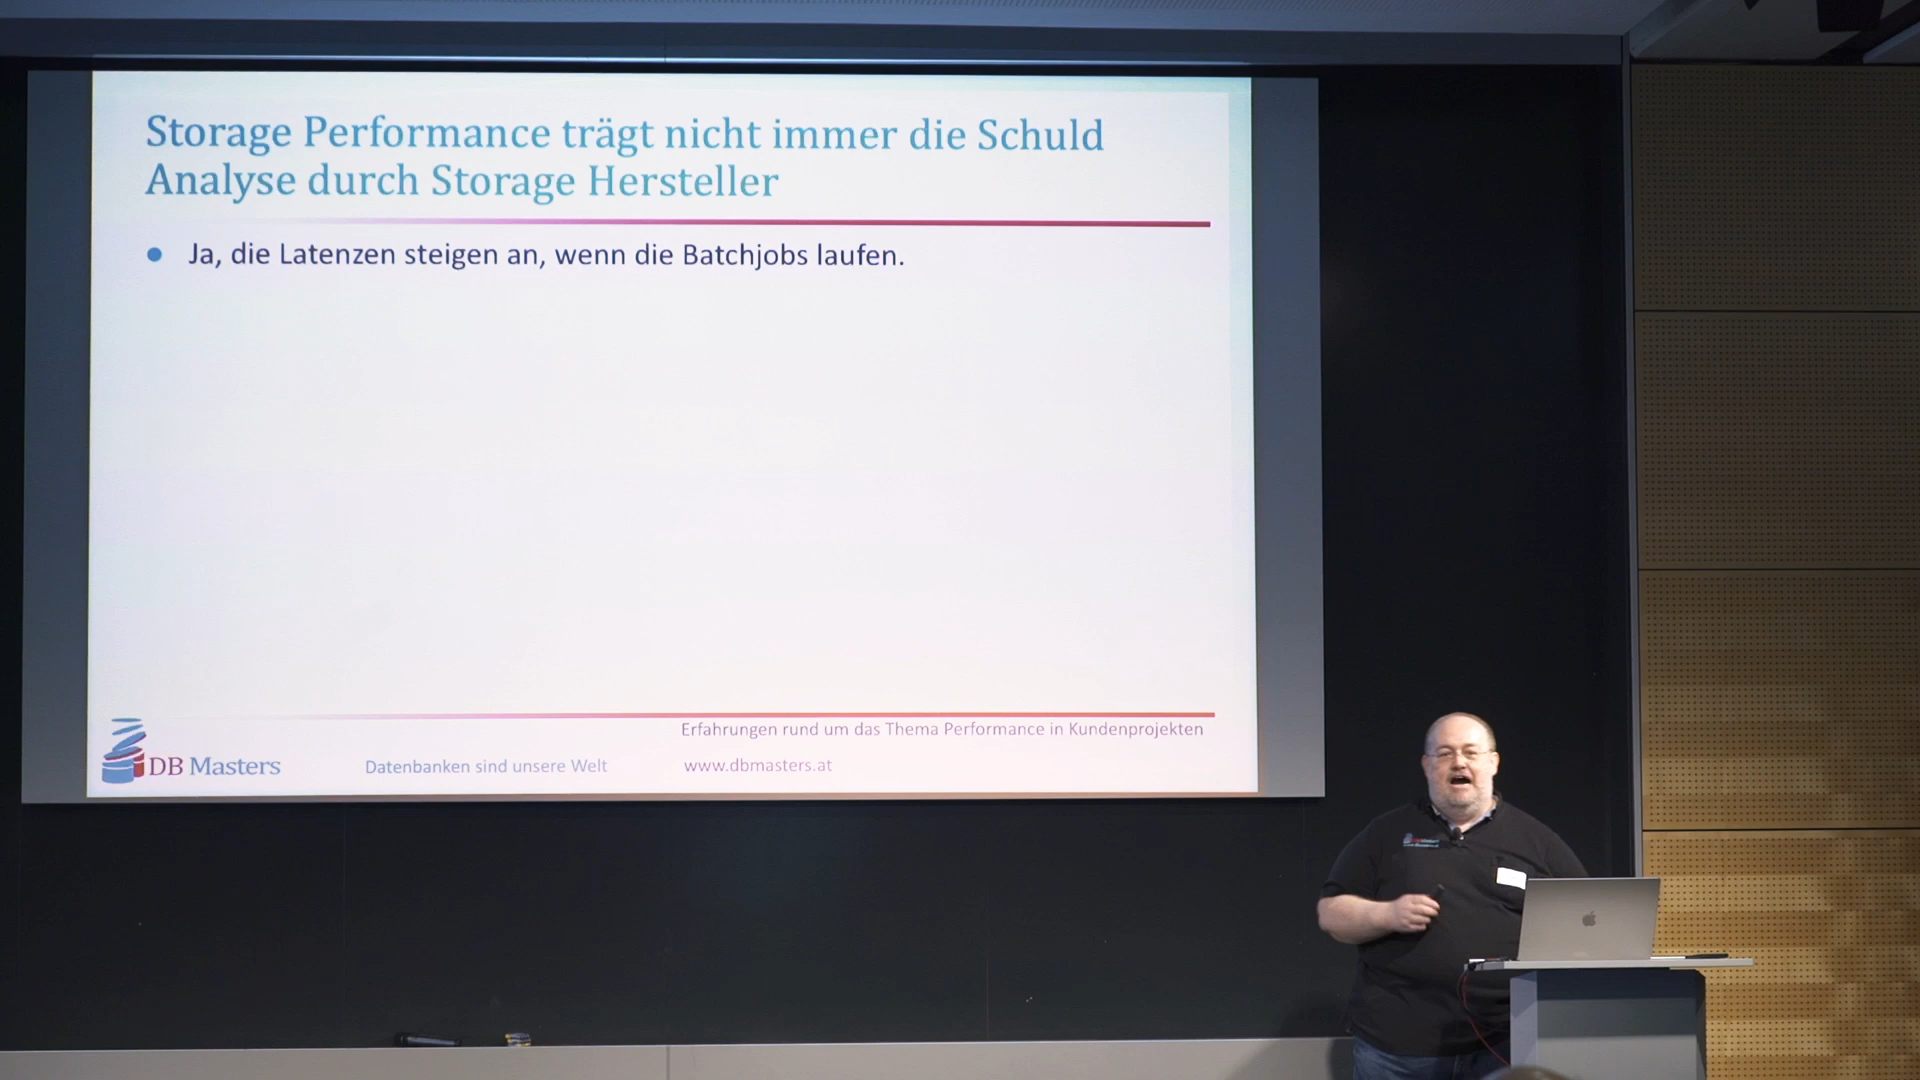 Storage Performance trägt nicht immer die Schuld
Analyse durch Storage Hersteller
Ja, die Latenzen steigen an, wenn die Batchjobs laufen.
Erfahrungen rund um das Thema Performance in Kundenprojekten
DB Masters
Datenbanken sind unsere Welt
www.dbmasters.at